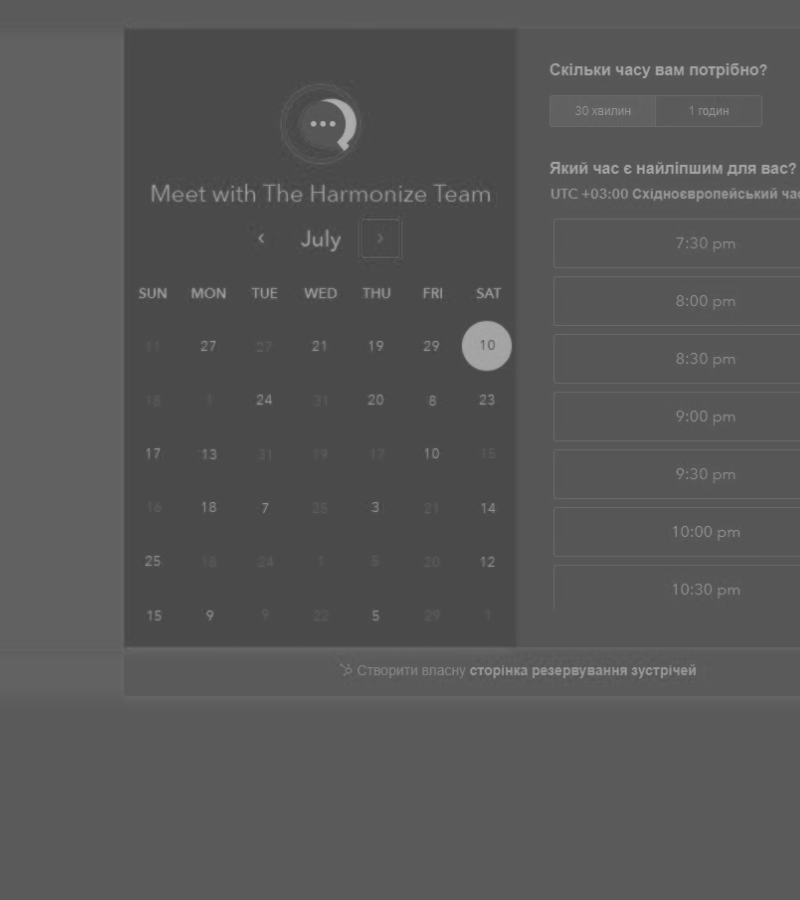 Meet with The Harmonize Team
‹ July ›
SUN MON TUE WED THU FRI SAT
11 27 27 21 19 29 10
18 1 24 31 20 8 23
17 13 31 19 17 10 15
16 18 7 25 3 21 14
25 18 24 1 5 20 12
15 9 9 22 5 29 1
Скільки часу вам потрібно?
30 хвилин 1 годин
Який час є найліпшим для вас?
UTC +03:00 Східноєвропейський час
7:30 pm
8:00 pm
8:30 pm
9:00 pm
9:30 pm
10:00 pm
10:30 pm
Створити власну сторінка резервування зустрічей